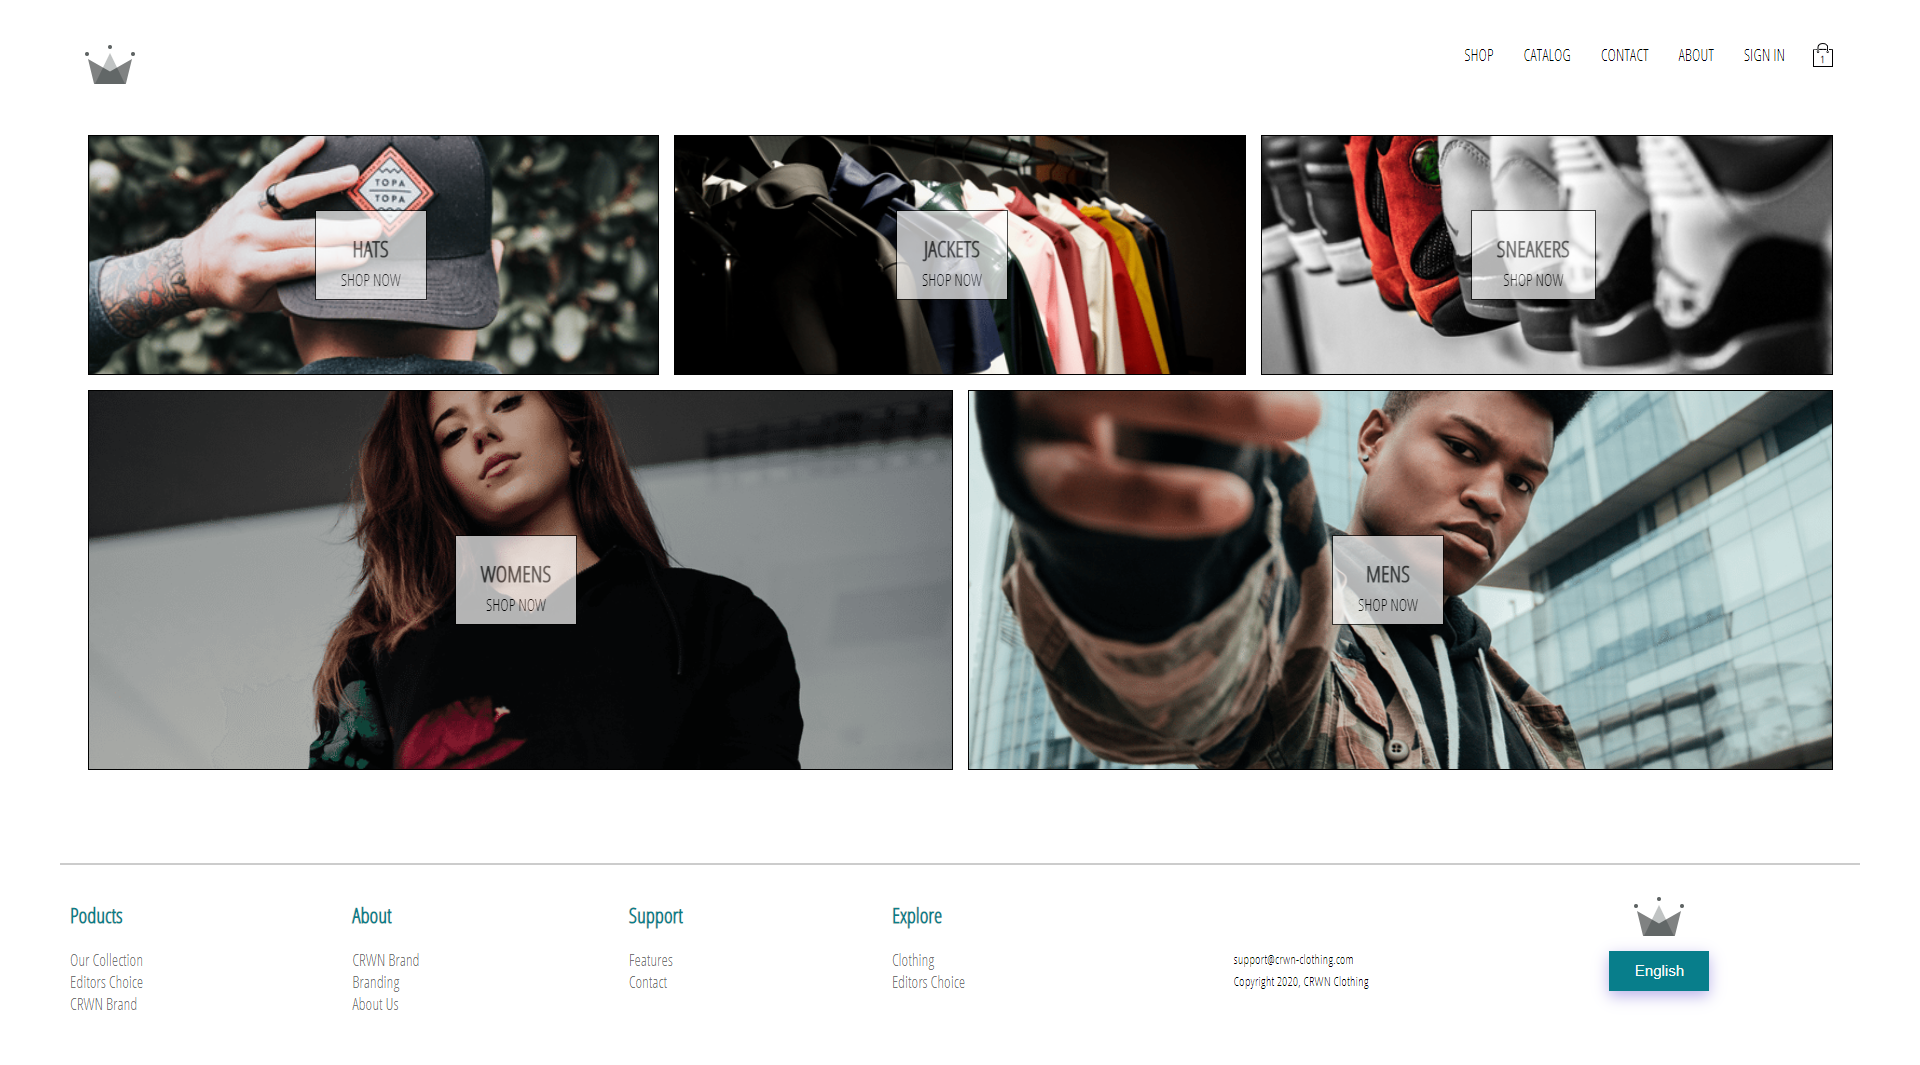 SHOP CATALOG CONTACT ABOUT SIGN IN 1
TOPA
TOPA
HATS
SHOP NOW
JACKETS
SHOP NOW
SNEAKERS
SHOP NOW
WOMENS
SHOP NOW
MENS
SHOP NOW
Poducts
Our Collection
Editors Choice
CRWN Brand
About
CRWN Brand
Branding
About Us
Support
Features
Contact
Explore
Clothing
Editors Choice
support@crwn-clothing.com
Copyright 2020, CRWN Clothing
English